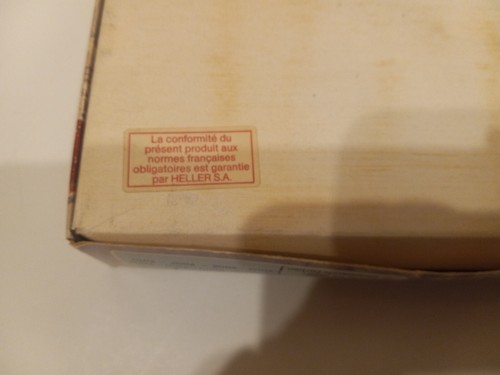 La conformité du
présent produit aux
normes françaises
obligatoires est garantie
par HELLER S.A.